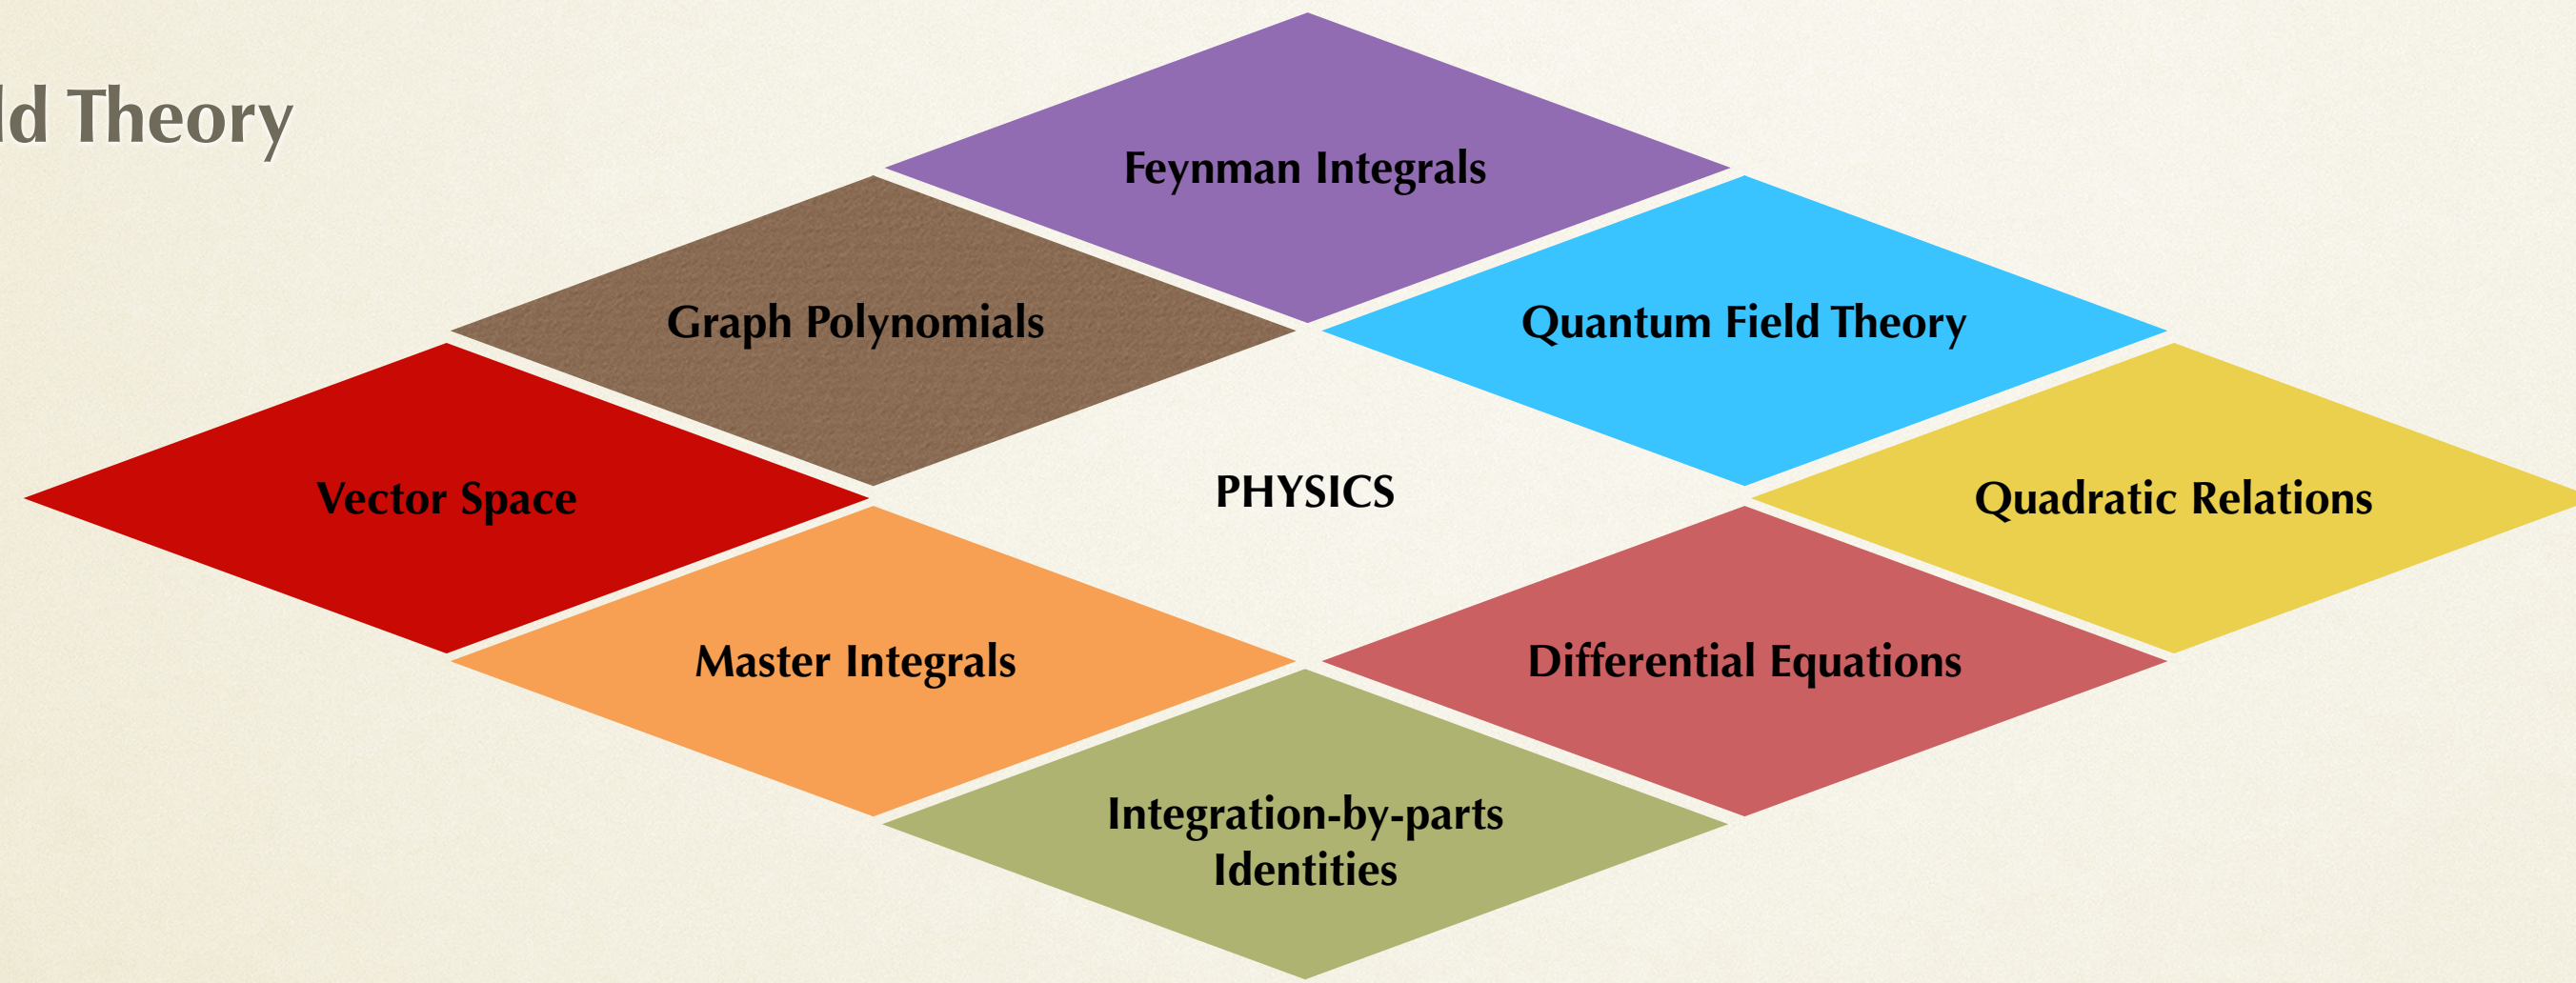 Theory
Feynman Integrals
Graph Polynomials
Quantum Field Theory
PHYSICS
Vector Space
Quadratic Relations
Master Integrals
Differential Equations
Integration-by-parts
Identities